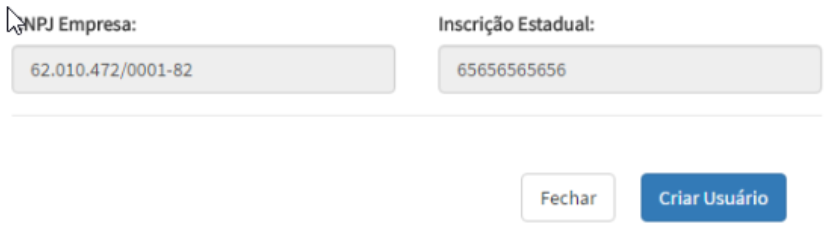 NPJ Empresa: Inscrição Estadual:
62.010.472/0001-82 65656565656
Fechar Criar Usuário